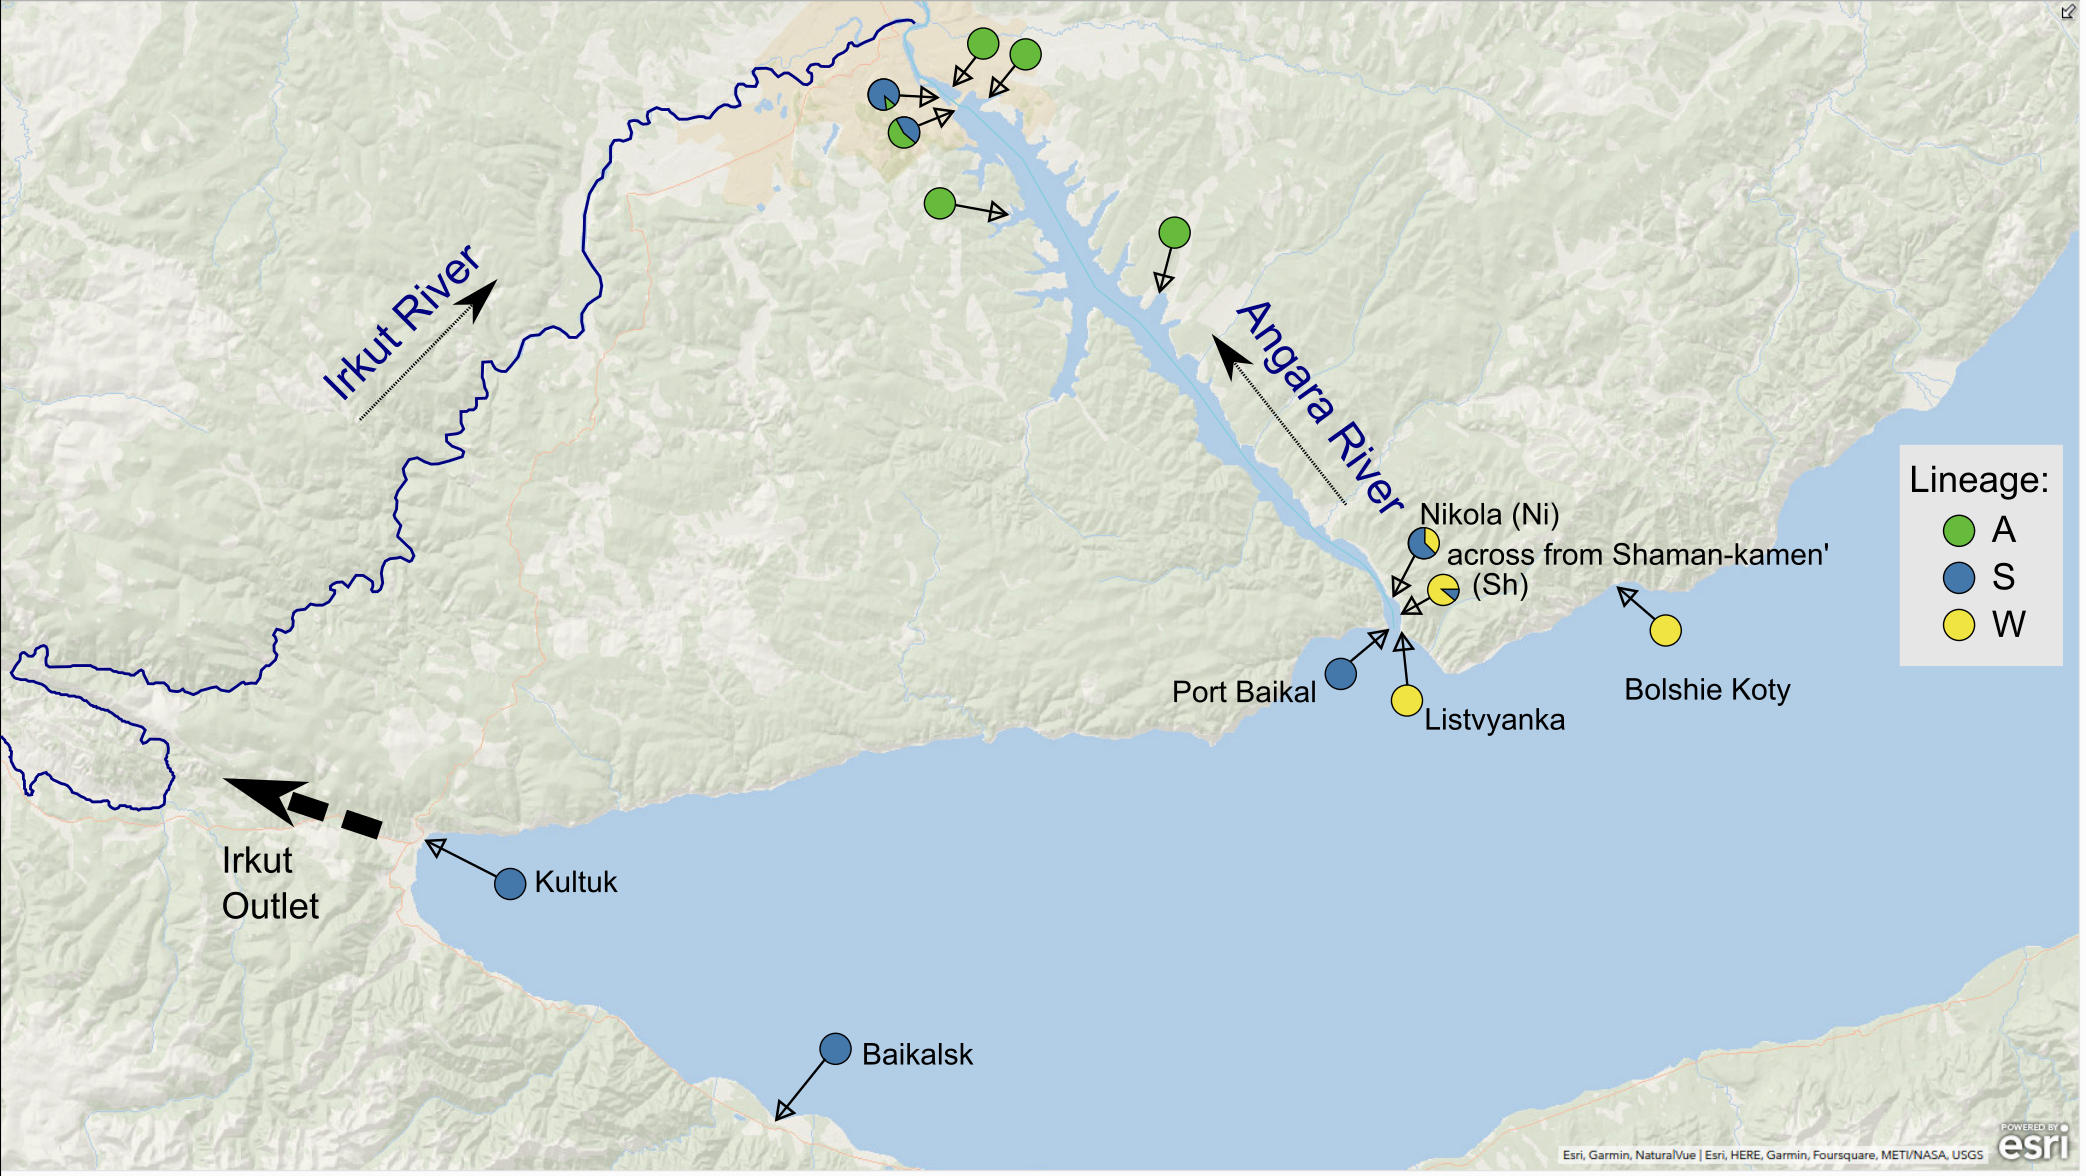 Irkut River
Angara River
Lineage:
A
S
W
Nikola (Ni)
across from Shaman-kamen'
(Sh)
Port Baikal
Listvyanka
Bolshie Koty
Irkut
Outlet
Kultuk
Baikalsk
POWERED BY
esri
Esri, Garmin, NaturalVue | Esri, HERE, Garmin, Foursquare, METI/NASA, USGS